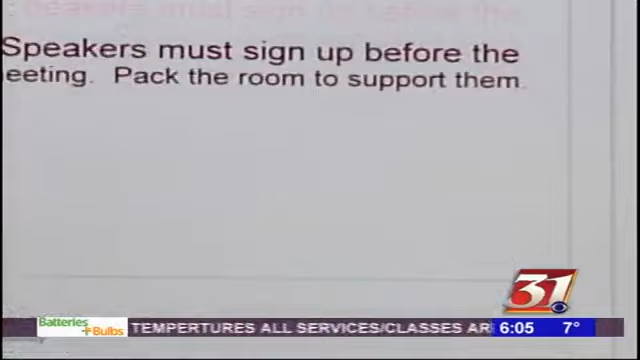 Speakers must sign up before the
eeting. Pack the room to support them
31
Batteries
+Bulbs
TEMPERTURES ALL SERVICES/CLASSES AR
6:05
7°